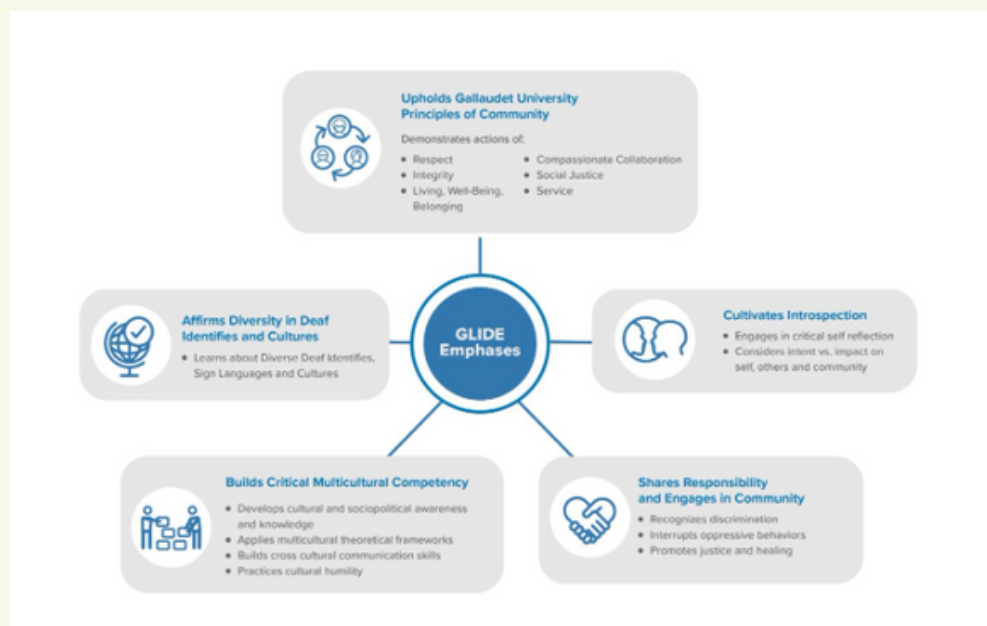 Upholds Gallaudet University
Principles of Community
Demonstrates actions of:
• Respect
• Integrity
• Living, Well-Being,
Belonging
• Compassionate Collaboration
• Social Justice
• Service
Affirms Diversity in Deaf
Identifies and Cultures
• Learns about Diverse Deaf Identifies,
Sign Languages and Cultures
GLIDE
Emphases
Cultivates Introspection
• Engages in critical self reflection
• Considers intent vs. impact on
self, others and community
Builds Critical Multicultural Competency
• Develops cultural and sociopolitical awareness
and knowledge
• Applies multicultural theoretical frameworks
• Builds cross cultural communication skills
• Practices cultural humility
Shares Responsibility
and Engages in Community
• Recognizes discrimination
• Interrupts oppressive behaviors
• Promotes justice and healing